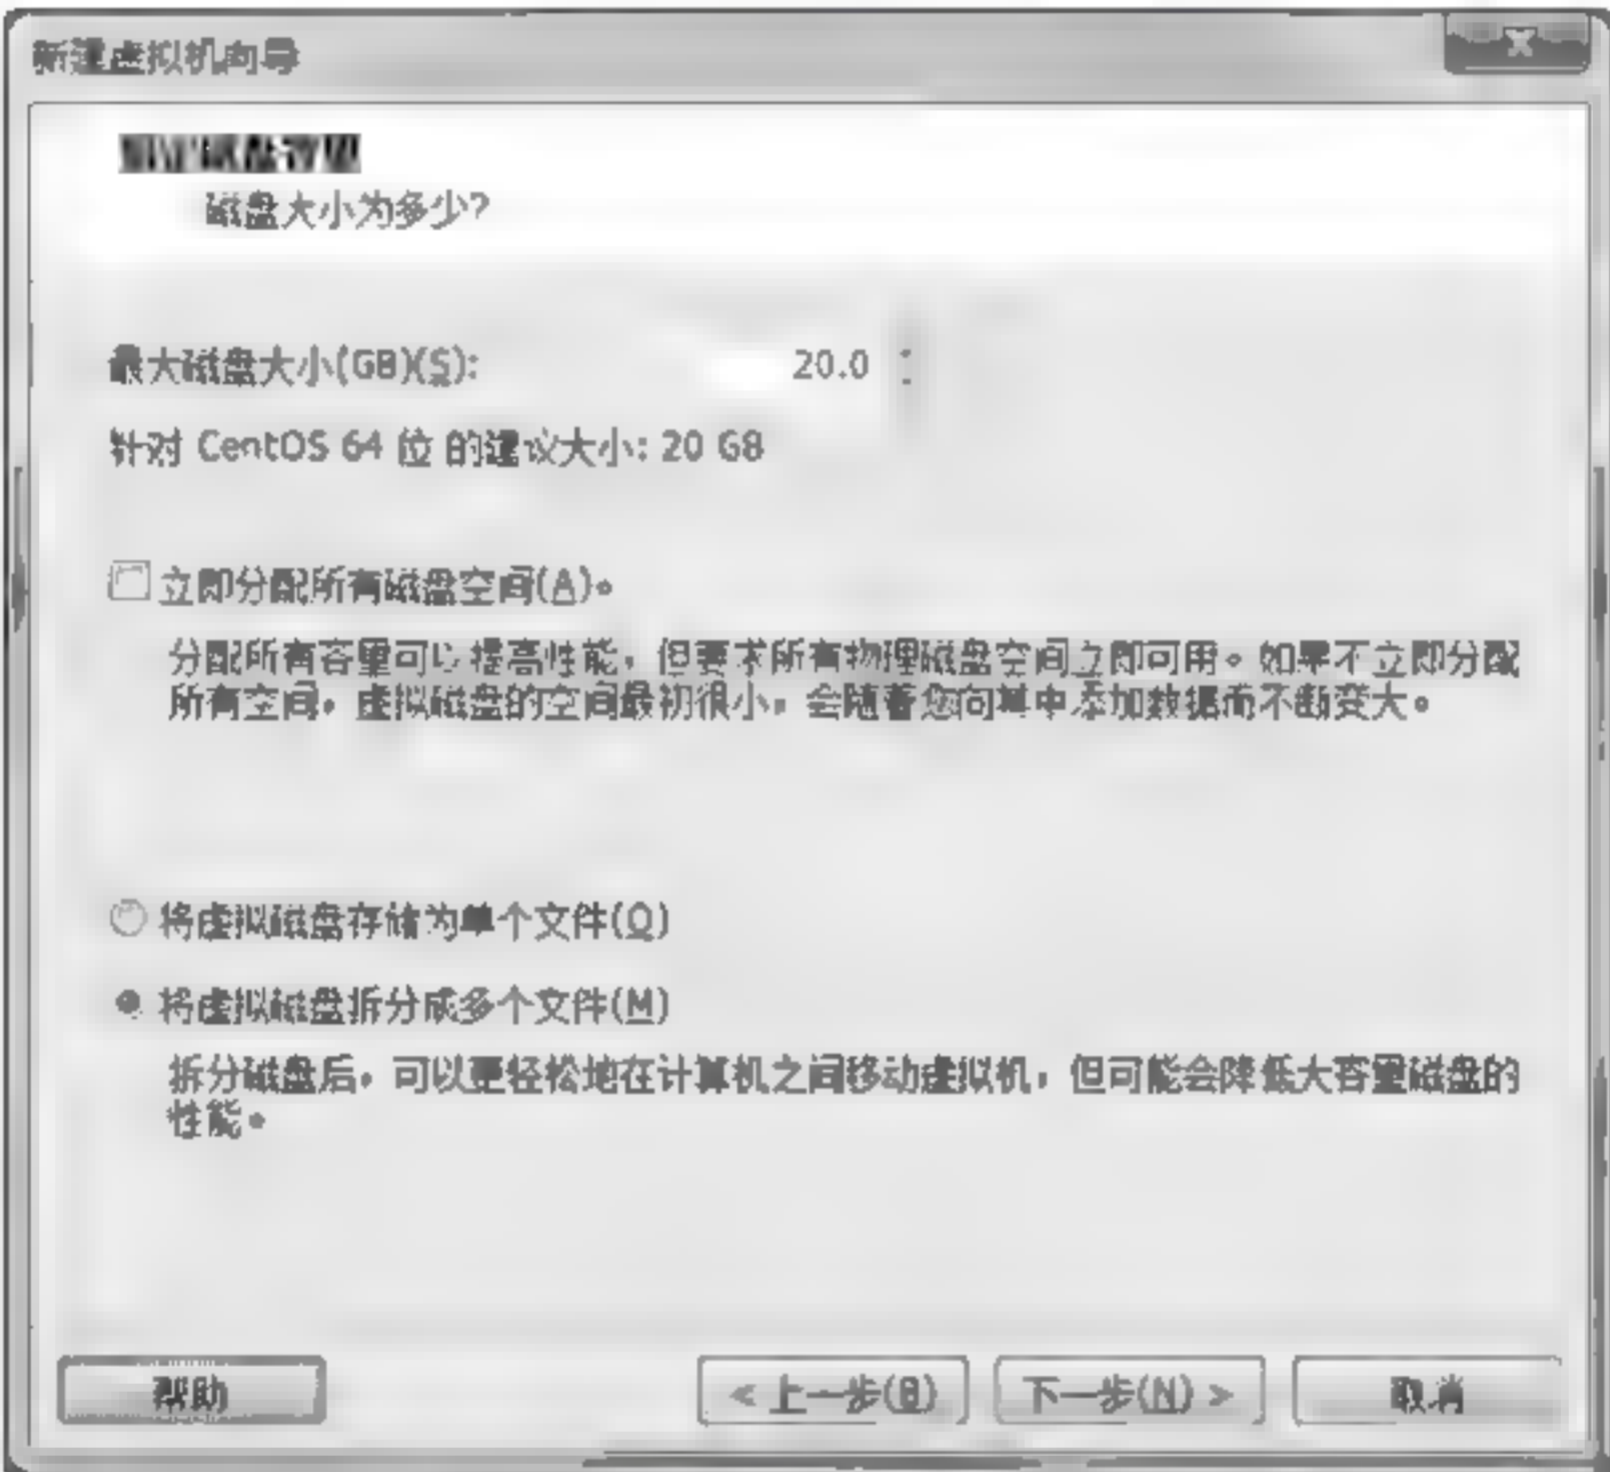 新建虚拟机向导
指定磁盘容量
磁盘大小为多少?
最大磁盘大小(GB)(S):
20.0
针对 CentOS 64 位 的建议大小: 20 GB
立即分配所有磁盘空间(A)。
分配所有容量可以提高性能，但要求所有物理磁盘空间立即可用。如果不立即分配
所有空间，虚拟磁盘的空间最初很小，会随着您向其中添加数据而不断变大。
将虚拟磁盘存储为单个文件(O)
将虚拟磁盘拆分成多个文件(M)
拆分磁盘后，可以更轻松地在计算机之间移动虚拟机，但可能会降低大容量磁盘的
性能。
帮助
< 上一步(B)
下一步(N) >
取消